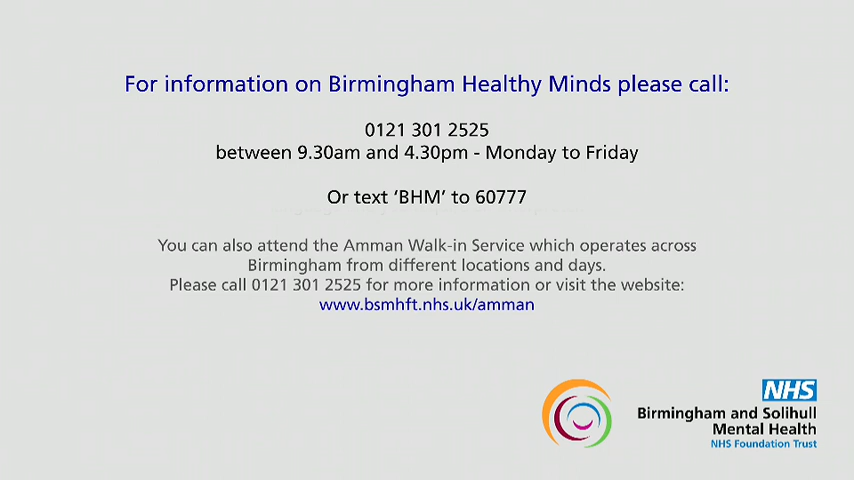 For information on Birmingham Healthy Minds please call:
0121 301 2525
between 9.30am and 4.30pm - Monday to Friday
Or text ‘BHM’ to 60777
You can also attend the Amman Walk-in Service which operates across
Birmingham from different locations and days.
Please call 0121 301 2525 for more information or visit the website:
www.bsmhft.nhs.uk/amman
NHS
Birmingham and Solihull
Mental Health
NHS Foundation Trust